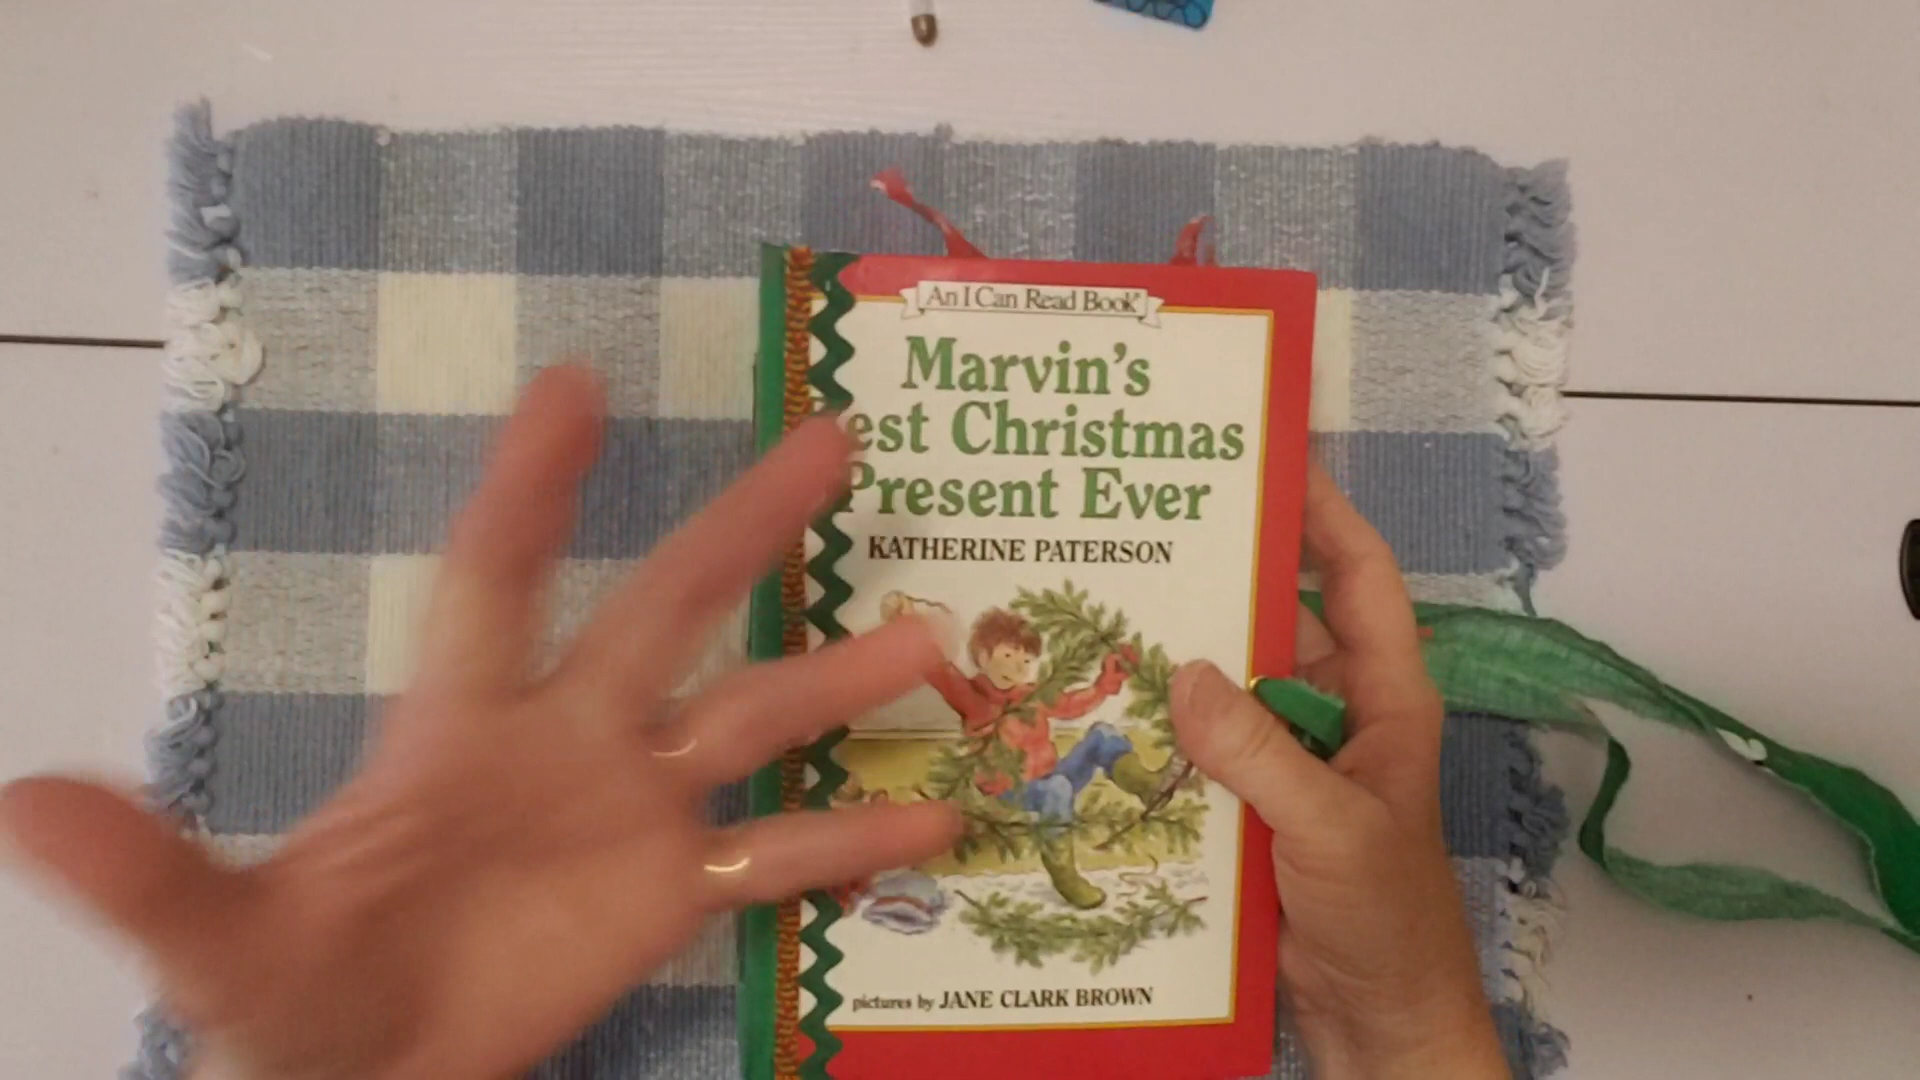 An I Can Read Book®
Marvin's
est Christmas
Present Ever
KATHERINE PATERSON
pictures by JANE CLARK BROWN